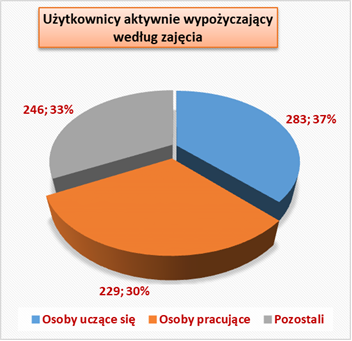 Użytkownicy aktywnie wypożyczający
według zajęcia
246; 33%
283; 37%
229; 30%
Osoby uczące się
Osoby pracujące
Pozostali